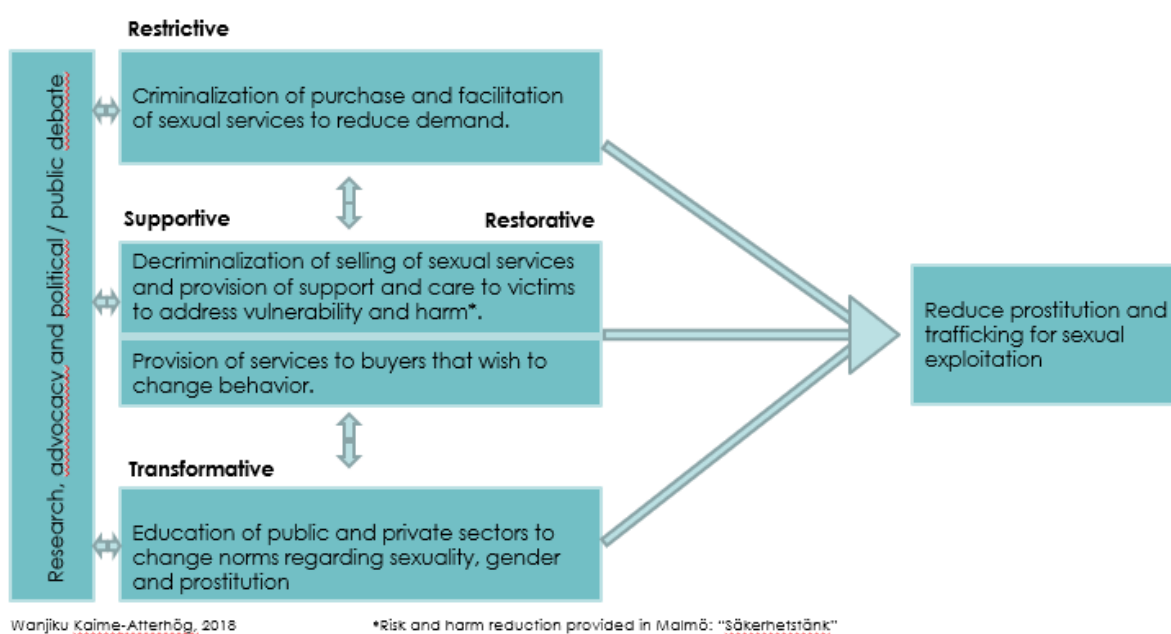 Restrictive
Research, advocacy and political / public debate
Criminalization of purchase and facilitation
of sexual services to reduce demand.
Supportive
Restorative
Decriminalization of selling of sexual services
and provision of support and care to victims
to address vulnerability and harm*.
Provision of services to buyers that wish to
change behavior.
Transformative
Education of public and private sectors to
change norms regarding sexuality, gender
and prostitution
Reduce prostitution and
trafficking for sexual
exploitation
Wanjiku Kaime-Atterhög, 2018
*Risk and harm reduction provided in Malmö: "Säkerhetstänk"